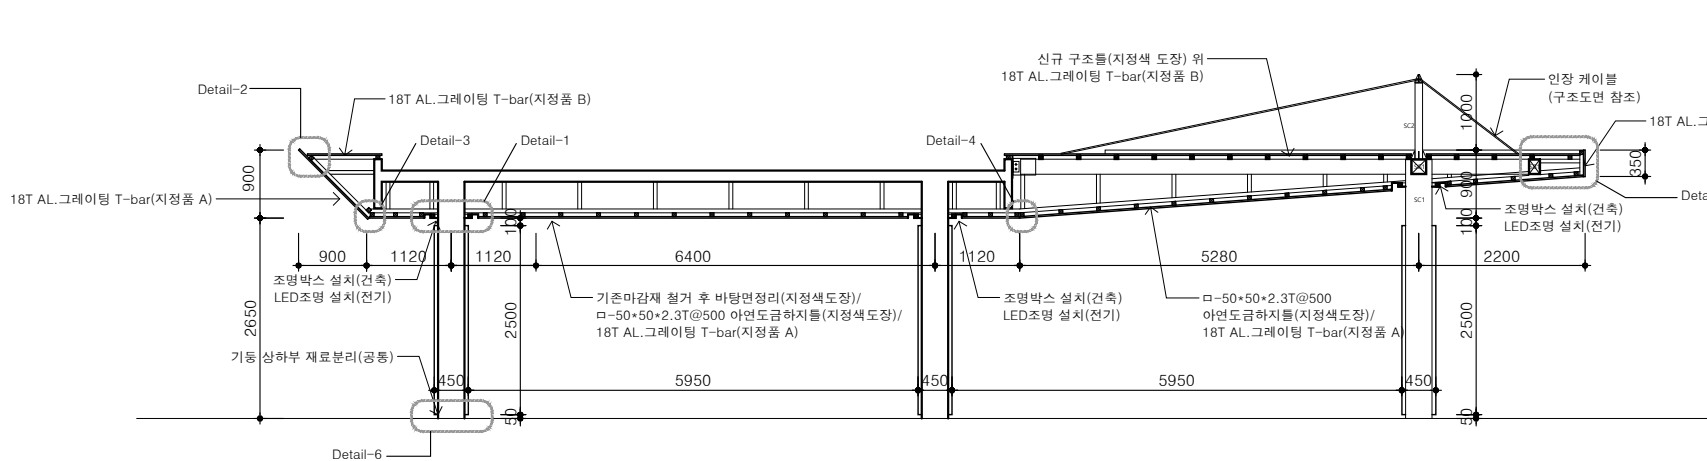 신규 구조틀(지정색 도장) 위
18T AL.그레이팅 T-bar(지정품 B)
인장 케이블
(구조도면 참조)
Detail-2
18T AL.그레이팅 T-bar(지정품 B)
1000
SC2
18T AL.그
Detail-3
Detail-1
Detail-4
900
350
900
18T AL.그레이팅 T-bar(지정품 A)
SC1
Deta
조명박스 설치(건축)
LED조명 설치(전기)
100
100
900
1120
1120
6400
1120
5280
2200
조명박스 설치(건축)
LED조명 설치(전기)
기존마감재 철거 후 바탕면정리(지정색도장)/
ㅁ-50*50*2.3T@500 아연도금하지틀(지정색도장)/
18T AL.그레이팅 T-bar(지정품 A)
조명박스 설치(건축)
LED조명 설치(전기)
ㅁ-50*50*2.3T@500
아연도금하지틀(지정색도장)/
18T AL.그레이팅 T-bar(지정품 A)
2650
2500
2500
기둥 상하부 재료분리(공통)
450
5950
450
5950
450
50
50
Detail-6